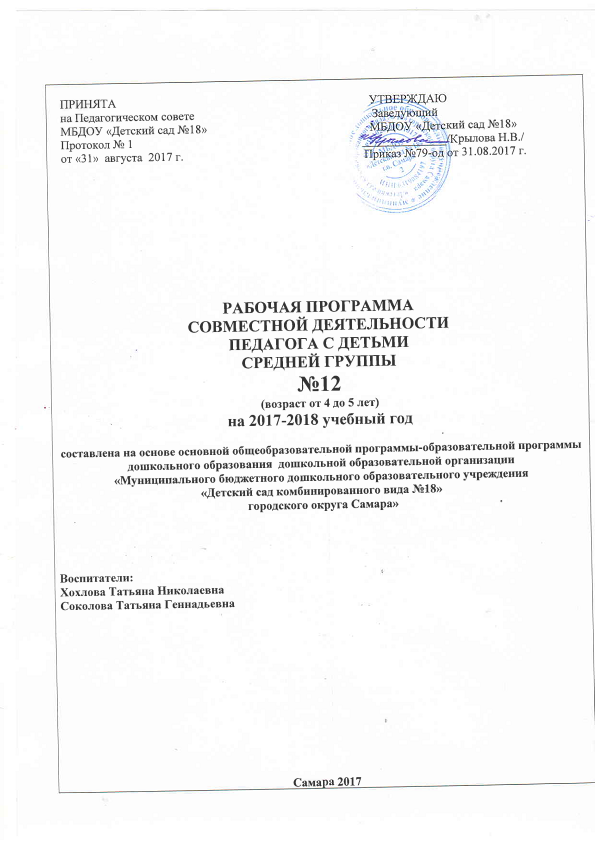 ПРИНЯТА
на Педагогическом совете
МБДОУ «Детский сад №18»
Протокол № 1
от «31» августа 2017 г.
УТВЕРЖДАЮ
Заведующий
МБДОУ «Детский сад №18»
/Крылова Н.В./
Приказ №79-од от 31.08.2017 г.
РАБОЧАЯ ПРОГРАММА
СОВМЕСТНОЙ ДЕЯТЕЛЬНОСТИ
ПЕДАГОГА С ДЕТЬМИ
СРЕДНЕЙ ГРУППЫ
№12
(возраст от 4 до 5 лет)
на 2017-2018 учебный год
составлена на основе основной общеобразовательной программы-образовательной программы
дошкольного образования дошкольной образовательной организации
«Муниципального бюджетного дошкольного образовательного учреждения
«Детский сад комбинированного вида №18»
городского округа Самара»
Воспитатели:
Хохлова Татьяна Николаевна
Соколова Татьяна Геннадьевна
Самара 2017